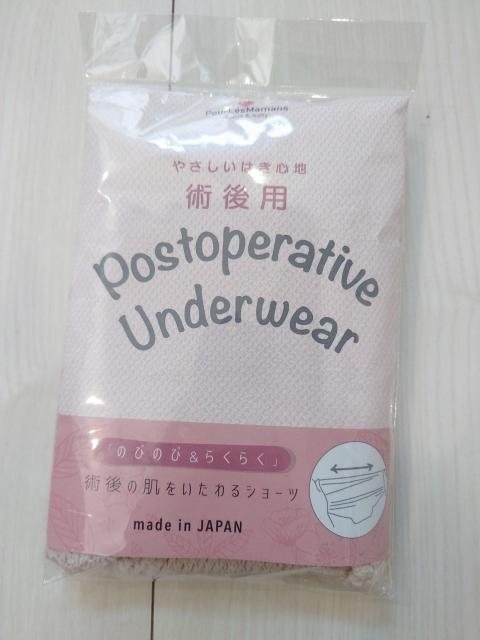 PourLesMamans
やさしいはき心地
術後用
Postoperative
Underwear
「のびのび&らくらく」
術後の肌をいたわるショーツ
made in JAPAN